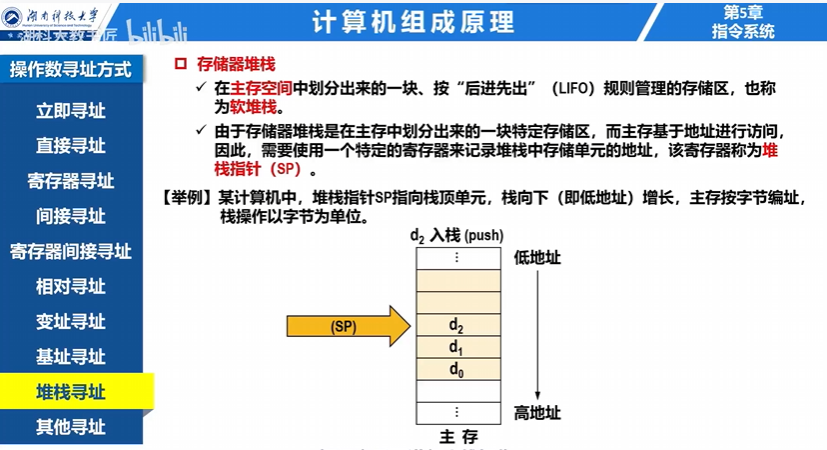 湖南科技大学
Hunan University of Science and Technology
湖科大教书匠 bilibili
计算机组成原理
第5章
指令系统
操作数寻址方式
立即寻址
直接寻址
寄存器寻址
间接寻址
寄存器间接寻址
相对寻址
变址寻址
基址寻址
堆栈寻址
其他寻址
存储器堆栈
✓ 在主存空间中划分出来的一块、按“后进先出”（LIFO）规则管理的存储区，也称
为软堆栈。
✓ 由于存储器堆栈是在主存中划分出来的一块特定存储区，而主存基于地址进行访问，
因此，需要使用一个特定的寄存器来记录堆栈中存储单元的地址，该寄存器称为堆
栈指针（SP）。
【举例】某计算机中，堆栈指针SP指向栈顶单元，栈向下（即低地址）增长，主存按字节编址，
栈操作以字节为单位。
d₂ 入栈 (push)
⋮
低地址
(SP)
d₂
d₁
d₀
⋮
高地址
主 存